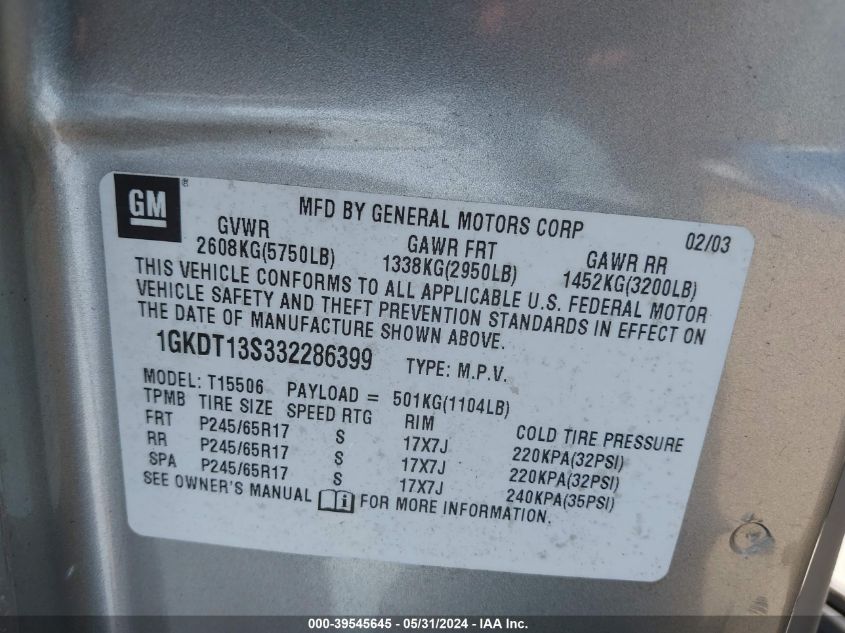 GM®
MFD BY GENERAL MOTORS CORP 02/03
GVWR GAWR FRT GAWR RR
2608KG(5750LB) 1338KG(2950LB) 1452KG(3200LB)
THIS VEHICLE CONFORMS TO ALL APPLICABLE U.S. FEDERAL MOTOR
VEHICLE SAFETY AND THEFT PREVENTION STANDARDS IN EFFECT ON
THE DATE OF MANUFACTURE SHOWN ABOVE.
1GKDT13S332286399 TYPE: M.P.V.
MODEL: T15506 PAYLOAD = 501KG(1104LB)
TPMB TIRE SIZE SPEED RTG RIM COLD TIRE PRESSURE
FRT P245/65R17 S 17X7J 220KPA(32PSI)
RR P245/65R17 S 17X7J 220KPA(32PSI)
SPA P245/65R17 S 17X7J 240KPA(35PSI)
SEE OWNER'S MANUAL i FOR MORE INFORMATION.
000-39545645 / 05/31/2024 - IAA Inc.